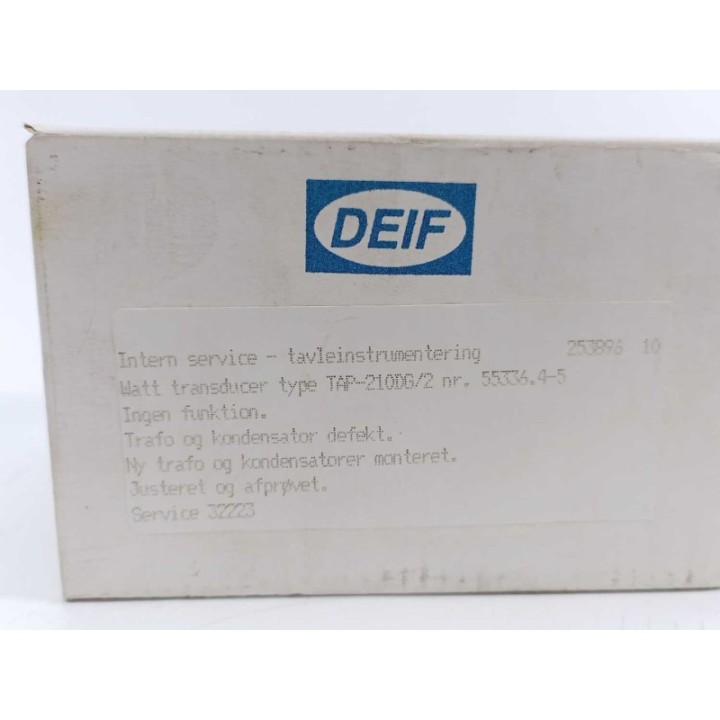 DEIF
Intern service - tavleinstrumentering 253896 10
Watt transducer type TAP-210DG/2 nr. 55336.4-5
Ingen funktion.
Trafo og kondensator defekt.
Ny trafo og kondensatorer monteret.
Justeret og afprøvet.
Service 32223